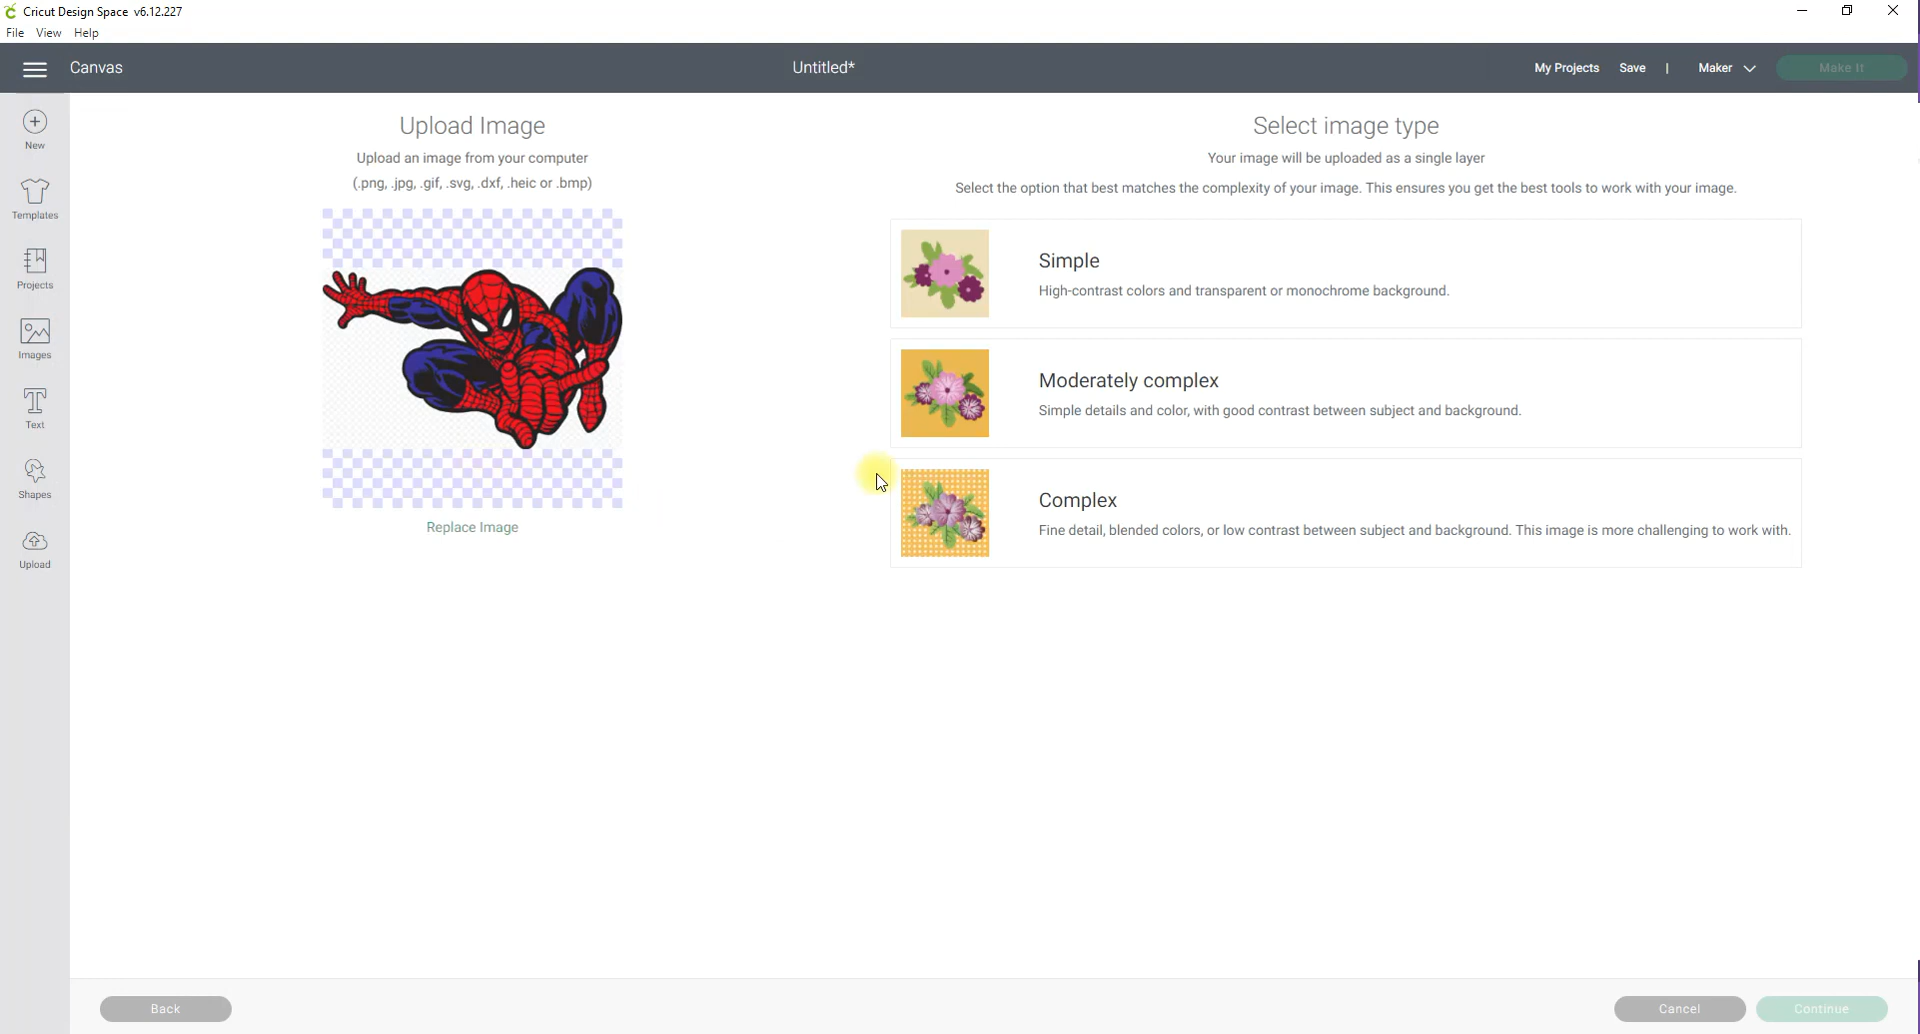 Cricut Design Space v6.12.227
File View Help
Canvas
Untitled*
My Projects Save | Maker Make It
New
Templates
Projects
Images
Text
Shapes
Upload
Upload Image
Upload an image from your computer
(.png, .jpg, .gif, .svg, .dxf, .heic or .bmp)
Replace Image
Select image type
Your image will be uploaded as a single layer
Select the option that best matches the complexity of your image. This ensures you get the best tools to work with your image.
Simple
High-contrast colors and transparent or monochrome background.
Moderately complex
Simple details and color, with good contrast between subject and background.
Complex
Fine detail, blended colors, or low contrast between subject and background. This image is more challenging to work with.
Back
Cancel
Continue